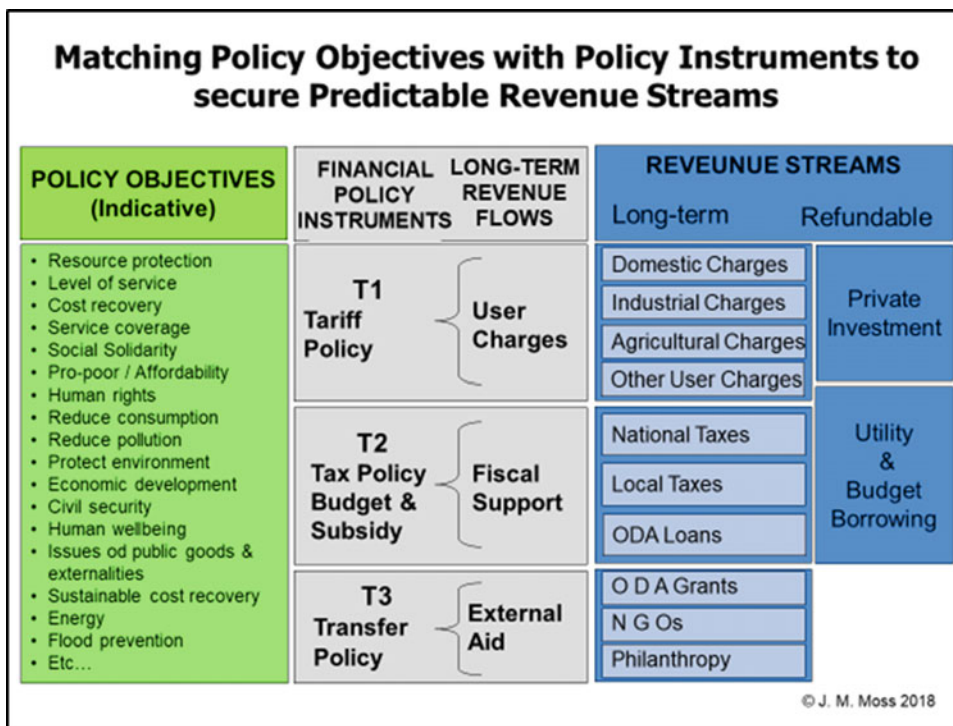 Matching Policy Objectives with Policy Instruments to
secure Predictable Revenue Streams
POLICY OBJECTIVES
(Indicative)
• Resource protection
• Level of service
• Cost recovery
• Service coverage
• Social Solidarity
• Pro-poor / Affordability
• Human rights
• Reduce consumption
• Reduce pollution
• Protect environment
• Economic development
• Civil security
• Human wellbeing
• Issues od public goods &
externalities
• Sustainable cost recovery
• Energy
• Flood prevention
• Etc...
FINANCIAL
POLICY
INSTRUMENTS
LONG-TERM
REVENUE
FLOWS
T1
Tariff
Policy
User
Charges
T2
Tax Policy
Budget &
Subsidy
Fiscal
Support
T3
Transfer
Policy
External
Aid
REVEUNUE STREAMS
Long-term
Refundable
Domestic Charges
Industrial Charges
Agricultural Charges
Other User Charges
National Taxes
Local Taxes
ODA Loans
O D A Grants
N G Os
Philanthropy
Private
Investment
Utility
&
Budget
Borrowing
© J. M. Moss 2018